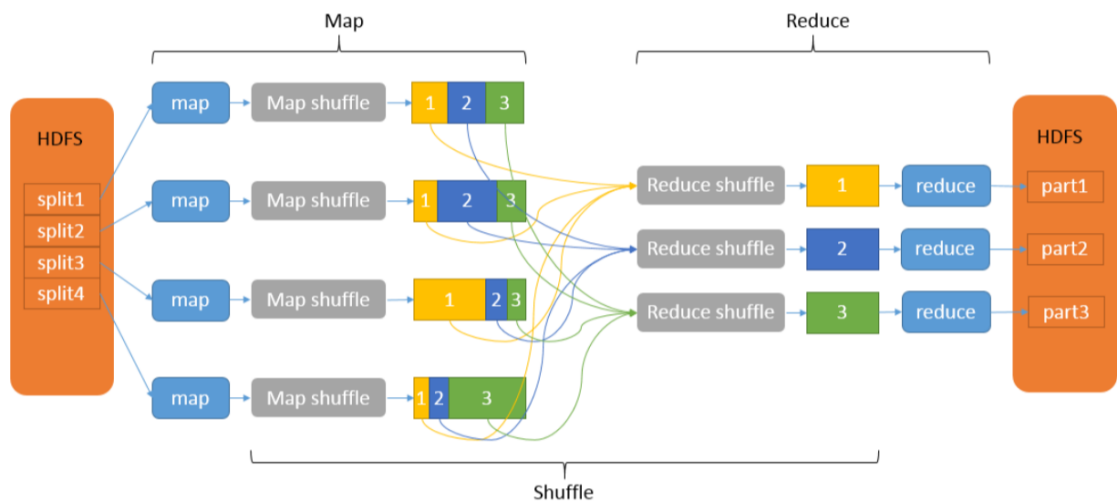 Map
Reduce
HDFS
split1
split2
split3
split4
map
Map shuffle
1 2 3
map
Map shuffle
1 2 3
map
Map shuffle
1 2 3
map
Map shuffle
1 2 3
Reduce shuffle
1
reduce
Reduce shuffle
2
reduce
Reduce shuffle
3
reduce
HDFS
part1
part2
part3
Shuffle